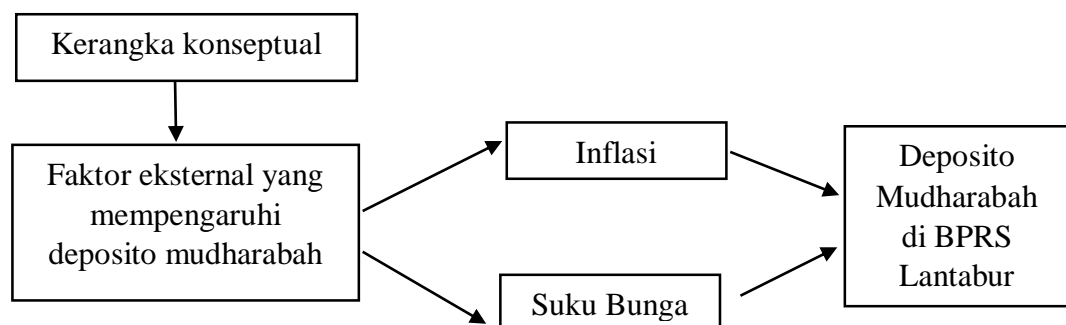 Kerangka konseptual
Faktor eksternal yang
mempengaruhi
deposito mudharabah
Inflasi
Suku Bunga
Deposito
Mudharabah
di BPRS
Lantabur